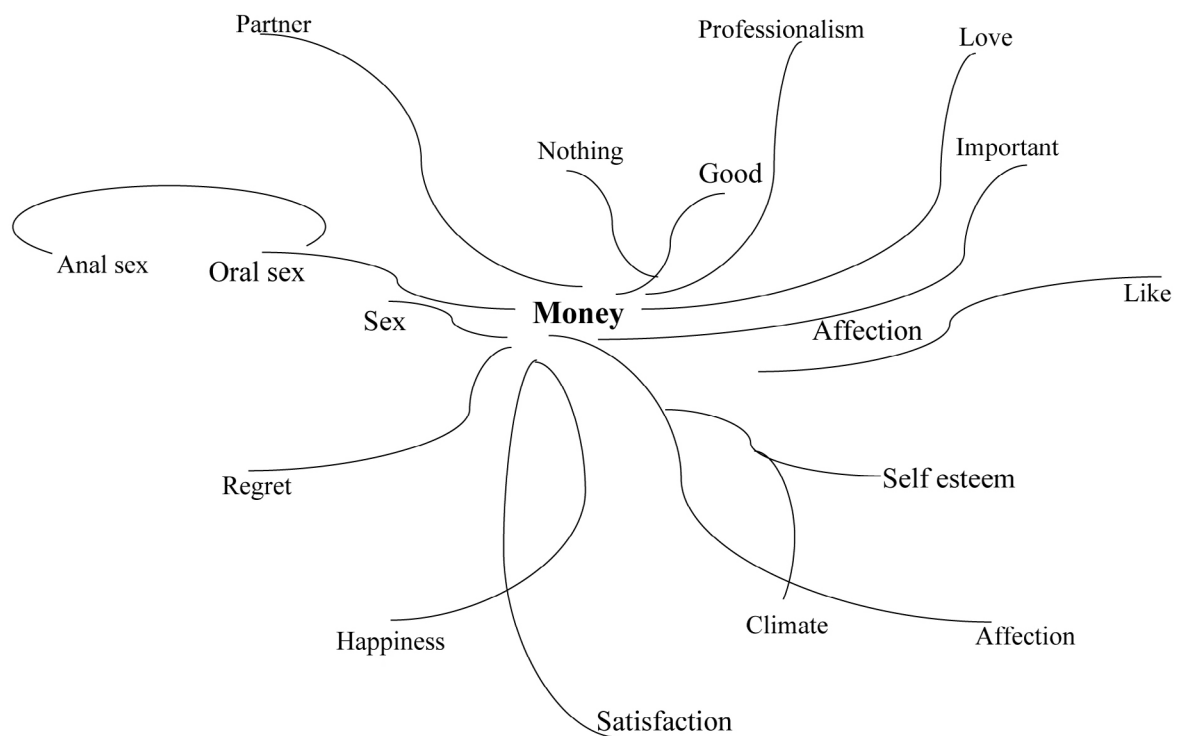 Partner
Professionalism
Love
Nothing
Important
Good
Anal sex
Oral sex
Like
Money
Sex
Affection
Self esteem
Regret
Climate
Happiness
Affection
Satisfaction